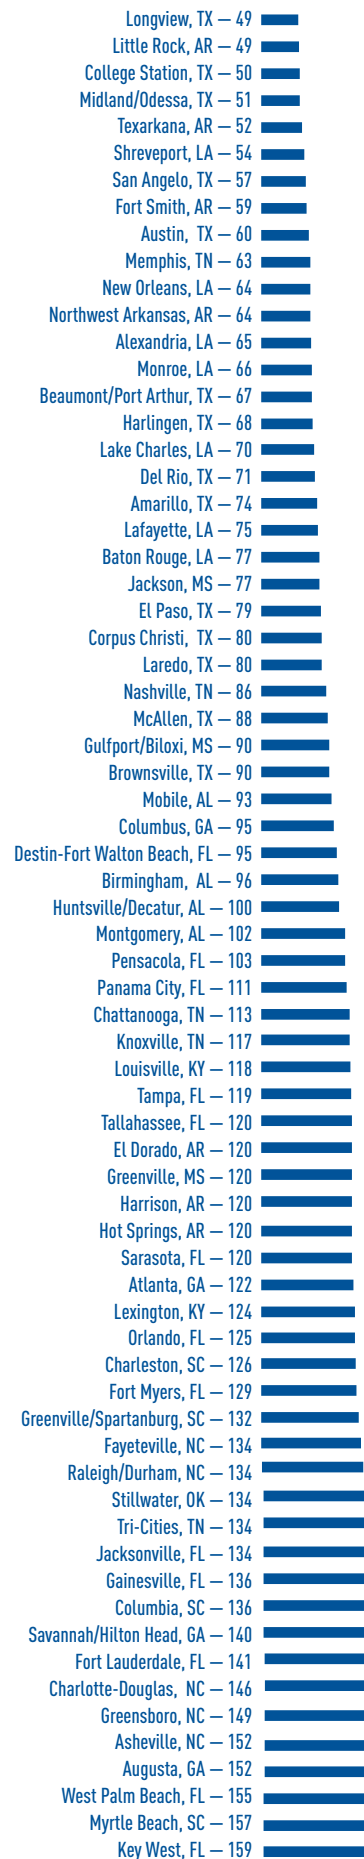 Longview, TX — 49
Little Rock, AR — 49
College Station, TX — 50
Midland/Odessa, TX — 51
Texarkana, AR — 52
Shreveport, LA — 54
San Angelo, TX — 57
Fort Smith, AR — 59
Austin,  TX — 60
Memphis, TN — 63
New Orleans, LA — 64
Northwest Arkansas, AR — 64
Alexandria, LA — 65
Monroe, LA — 66
Beaumont/Port Arthur, TX — 67
Harlingen, TX — 68
Lake Charles, LA — 70
Del Rio, TX — 71
Amarillo, TX — 74
Lafayette, LA — 75
Baton Rouge, LA — 77
Jackson, MS — 77
El Paso, TX — 79
Corpus Christi,  TX — 80
Laredo, TX — 80
Nashville, TN — 86
McAllen, TX — 88
Gulfport/Biloxi, MS — 90
Brownsville, TX — 90
Mobile, AL — 93
Columbus, GA — 95
Destin-Fort Walton Beach, FL — 95
Birmingham,  AL — 96
Huntsville/Decatur, AL — 100
Montgomery, AL — 102
Pensacola, FL — 103
Panama City, FL — 111
Chattanooga, TN — 113
Knoxville, TN — 117
Louisville, KY — 118
Tampa, FL — 119
Tallahassee, FL — 120
El Dorado, AR — 120
Greenville, MS — 120
Harrison, AR — 120
Hot Springs, AR — 120
Sarasota, FL — 120
Atlanta, GA — 122
Lexington, KY — 124
Orlando, FL — 125
Charleston, SC — 126
Fort Myers, FL — 129
Greenville/Spartanburg, SC — 132
Fayeteville, NC — 134
Raleigh/Durham, NC — 134
Stillwater, OK — 134
Tri-Cities, TN — 134
Jacksonville, FL — 134
Gainesville, FL — 136
Columbia, SC — 136
Savannah/Hilton Head, GA — 140
Fort Lauderdale, FL — 141
Charlotte-Douglas,  NC — 146
Greensboro, NC — 149
Asheville, NC — 152
Augusta, GA — 152
West Palm Beach, FL — 155
Myrtle Beach, SC — 157
Key West, FL — 159